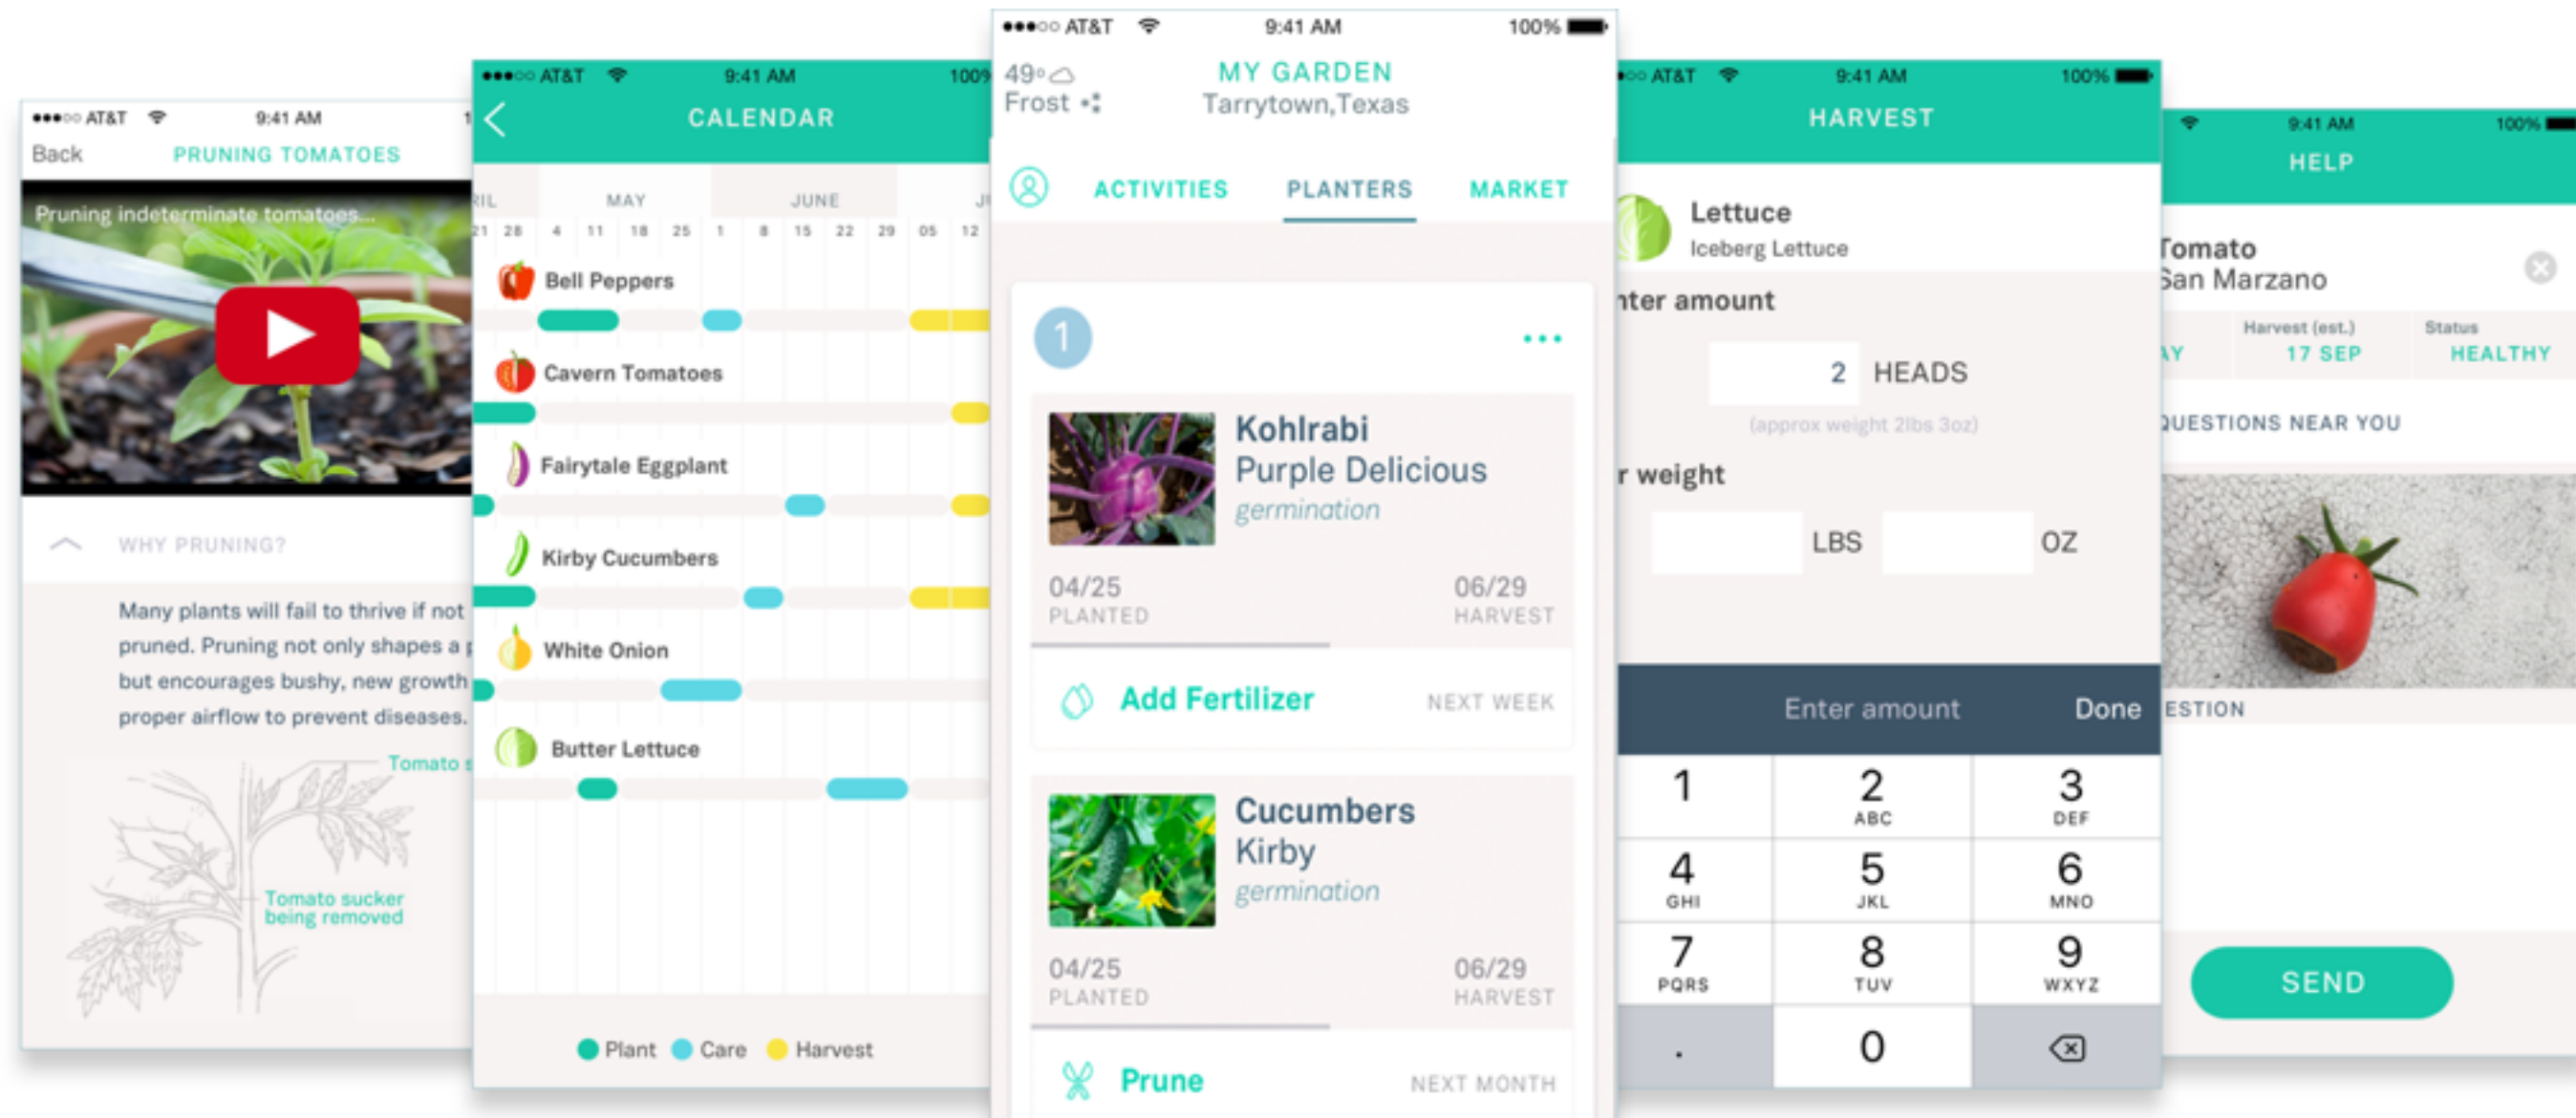 AT&T 9:41 AM
Back PRUNING TOMATOES
Pruning indeterminate tomatoes...
WHY PRUNING?
Many plants will fail to thrive if not
pruned. Pruning not only shapes a
but encourages bushy, new growth
proper airflow to prevent diseases.
Tomato s
Tomato sucker
being removed
AT&T 9:41 AM 100%
CALENDAR
RIL MAY JUNE JU
21 28 4 11 18 25 1 8 15 22 29 05 12
Bell Peppers
Cavern Tomatoes
Fairytale Eggplant
Kirby Cucumbers
White Onion
Butter Lettuce
Plant Care Harvest
AT&T 9:41 AM 100%
49° MY GARDEN
Frost Tarrytown,Texas
ACTIVITIES PLANTERS MARKET
1
Kohlrabi
Purple Delicious
germination
04/25 06/29
PLANTED HARVEST
Add Fertilizer NEXT WEEK
Cucumbers
Kirby
germination
04/25 06/29
PLANTED HARVEST
Prune NEXT MONTH
AT&T 9:41 AM 100%
HARVEST
Lettuce
Iceberg Lettuce
nter amount
2 HEADS
(approx weight 2lbs 3oz)
r weight
LBS OZ
Enter amount Done
1 2 3
ABC DEF
4 5 6
GHI JKL MNO
7 8 9
PQRS TUV WXYZ
. 0
9:41 AM 100%
HELP
Tomato
San Marzano
Harvest (est.) Status
AY 17 SEP HEALTHY
QUESTIONS NEAR YOU
ESTION
SEND